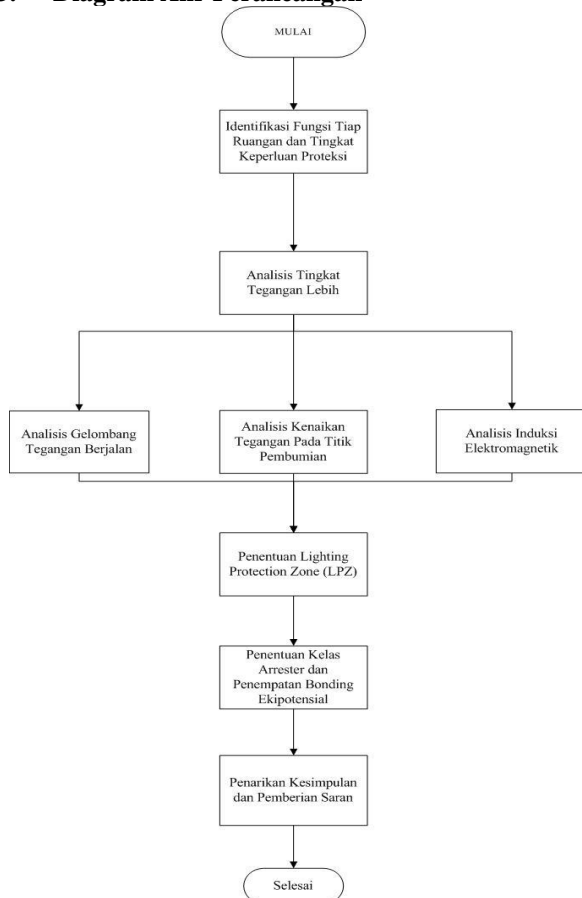 Diagram Alir Perancangan
MULAI
Identifikasi Fungsi Tiap
Ruangan dan Tingkat
Keperluan Proteksi
Analisis Tingkat
Tegangan Lebih
Analisis Gelombang
Tegangan Berjalan
Analisis Kenaikan
Tegangan Pada Titik
Pembumian
Analisis Induksi
Elektromagnetik
Penentuan Lighting
Protection Zone (LPZ)
Penentuan Kelas
Arrester dan
Penempatan Bonding
Ekipotensial
Penarikan Kesimpulan
dan Pemberian Saran
Selesai